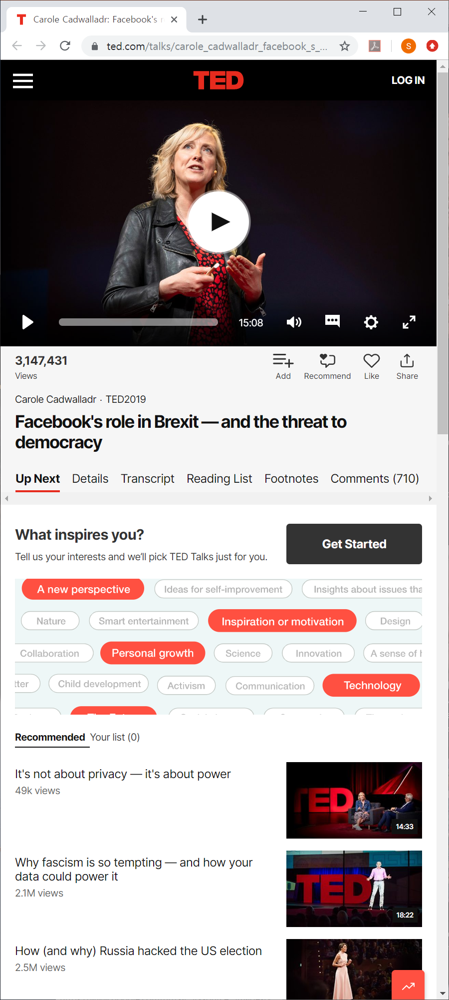 Carole Cadwalladr: Facebook's r
ted.com/talks/carole_cadwalladr_facebook_s_...
S
TED
LOG IN
15:08
3,147,431
Views
Add
Recommend
Like
Share
Carole Cadwalladr · TED2019
Facebook's role in Brexit — and the threat to
democracy
Up Next Details Transcript Reading List Footnotes Comments (710)
What inspires you?
Tell us your interests and we'll pick TED Talks just for you.
Get Started
A new perspective Ideas for self-improvement Insights about issues tha
Nature Smart entertainment Inspiration or motivation Design
Collaboration Personal growth Science Innovation A sense of
tter Child development Activism Communication Technology
Recommended Your list (0)
It's not about privacy — it's about power
49k views
TED
14:33
Why fascism is so tempting — and how your
data could power it
2.1M views
TED
18:22
How (and why) Russia hacked the US election
2.5M views